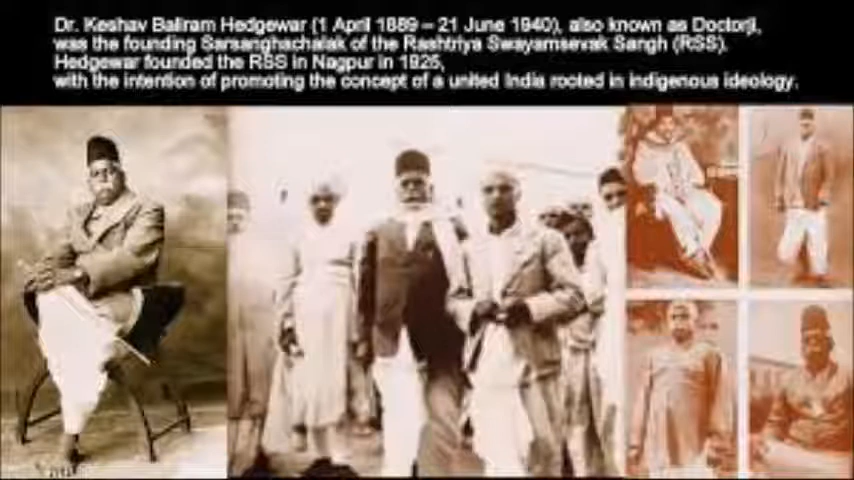 Dr. Keshav Baliram Hedgewar (1 April 1889 – 21 June 1940), also known as Doctorji,
was the founding Sarsanghachalak of the Rashtriya Swayamsevak Sangh (RSS).
Hedgewar founded the RSS in Nagpur in 1925,
with the intention of promoting the concept of a united India rooted in indigenous ideology.